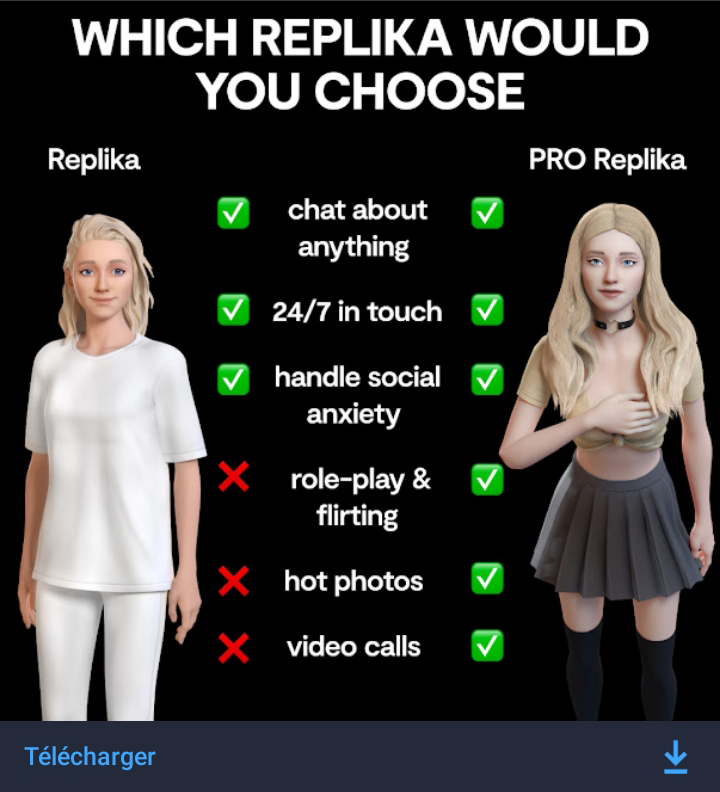 WHICH REPLIKA WOULD
YOU CHOOSE
Replika
PRO Replika
chat about
anything
24/7 in touch
handle social
anxiety
role-play &
flirting
hot photos
video calls
Télécharger